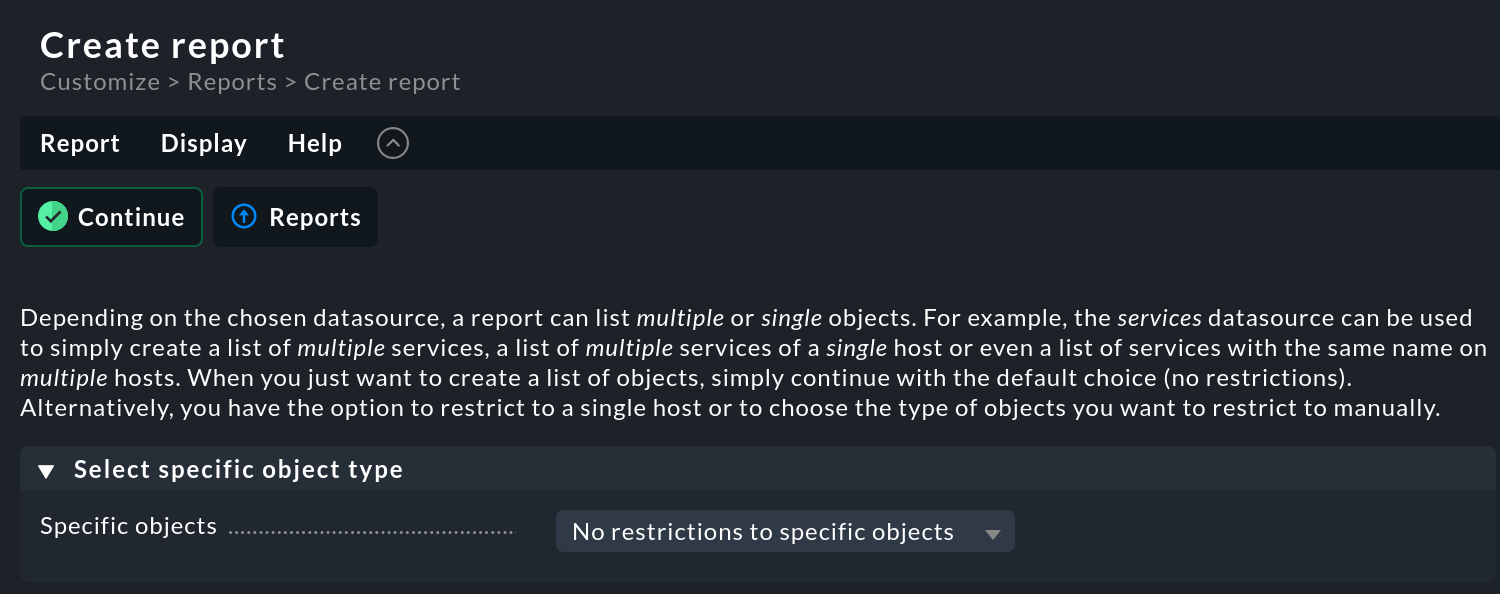 Create report
Customize > Reports > Create report
Report Display Help
Continue Reports
Depending on the chosen datasource, a report can list multiple or single objects. For example, the services datasource can be used
to simply create a list of multiple services, a list of multiple services of a single host or even a list of services with the same name on
multiple hosts. When you just want to create a list of objects, simply continue with the default choice (no restrictions).
Alternatively, you have the option to restrict to a single host or to choose the type of objects you want to restrict to manually.
Select specific object type
Specific objects No restrictions to specific objects